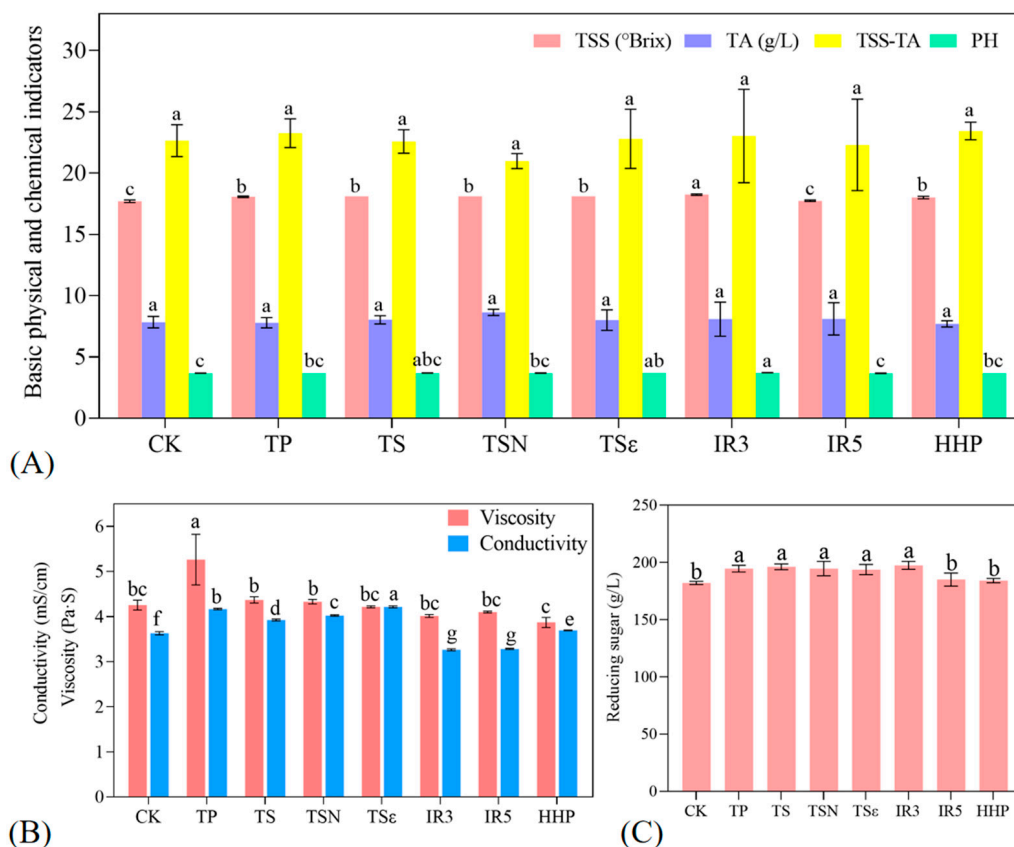 TSS (°Brix) TA (g/L) TSS-TA PH
Basic physical and chemical indicators
30
25
20
15
10
5
0
c a a c
b a a bc
b a a abc
b a a bc
b a a ab
a a a a
c a a c
b a a bc
CK TP TS TSN TSε IR3 IR5 HHP
(A)
Viscosity
Conductivity
Conductivity (mS/cm)
Viscosity (Pa·S)
6
5
4
3
2
1
0
bc f a b b d b c bc a bc g bc g c e
CK TP TS TSN TSε IR3 IR5 HHP
(B)
Reducing sugar (g/L)
250
200
150
100
50
0
b a a a a a b b
CK TP TS TSN TSε IR3 IR5 HHP
(C)